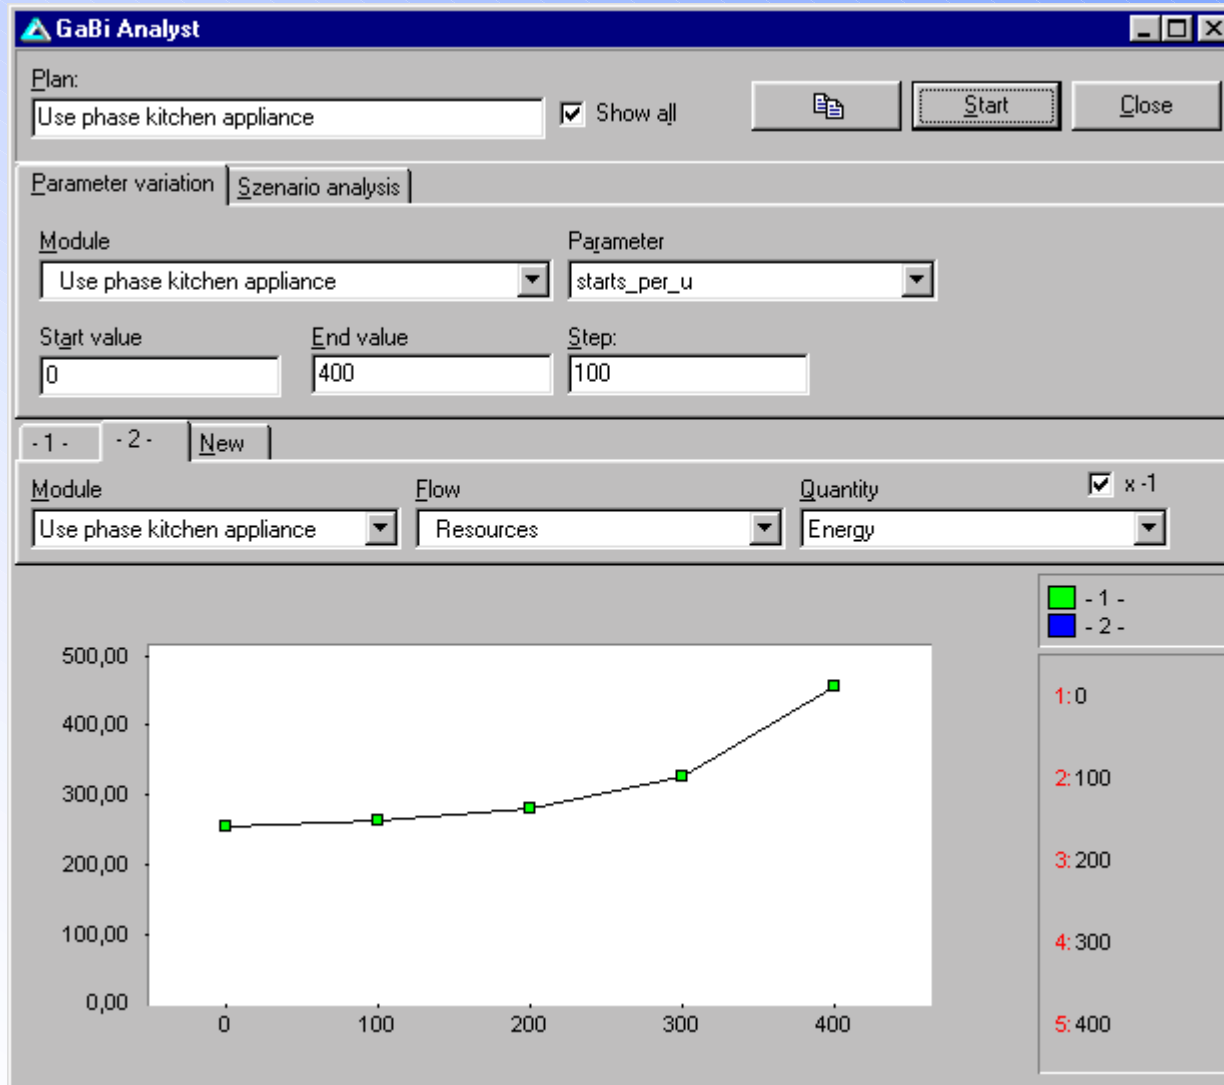 GaBi Analyst
Plan:
Use phase kitchen appliance
Show all
Start
Close
Parameter variation
Szenario analysis
Module
Parameter
Use phase kitchen appliance
starts_per_u
Start value
End value
Step:
0
400
100
- 1 -
- 2 -
New
Module
Flow
Quantity
x -1
Use phase kitchen appliance
Resources
Energy
- 1 -
- 2 -
500,00
400,00
300,00
200,00
100,00
0,00
0
100
200
300
400
1: 0
2: 100
3: 200
4: 300
5: 400